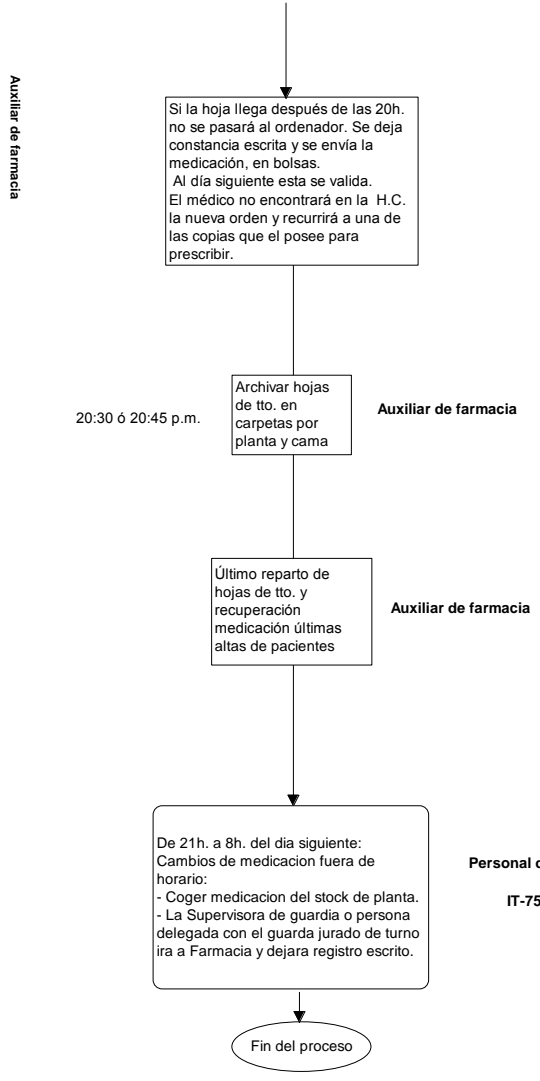 Auxiliar de farmacia
Si la hoja llega después de las 20h.
no se pasará al ordenador. Se deja
constancia escrita y se envía la
medicación, en bolsas.
Al día siguiente esta se valida.
El médico no encontrará en la H.C.
la nueva orden y recurrirá a una de
las copias que el posee para
prescribir.
20:30 ó 20:45 p.m.
Archivar hojas
de tto. en
carpetas por
planta y cama
Auxiliar de farmacia
Último reparto de
hojas de tto. y
recuperación
medicación últimas
altas de pacientes
Auxiliar de farmacia
De 21h. a 8h. del dia siguiente:
Cambios de medicacion fuera de
horario:
- Coger medicacion del stock de planta.
- La Supervisora de guardia o persona
delegada con el guarda jurado de turno
ira a Farmacia y dejara registro escrito.
Personal
IT-75
Fin del proceso